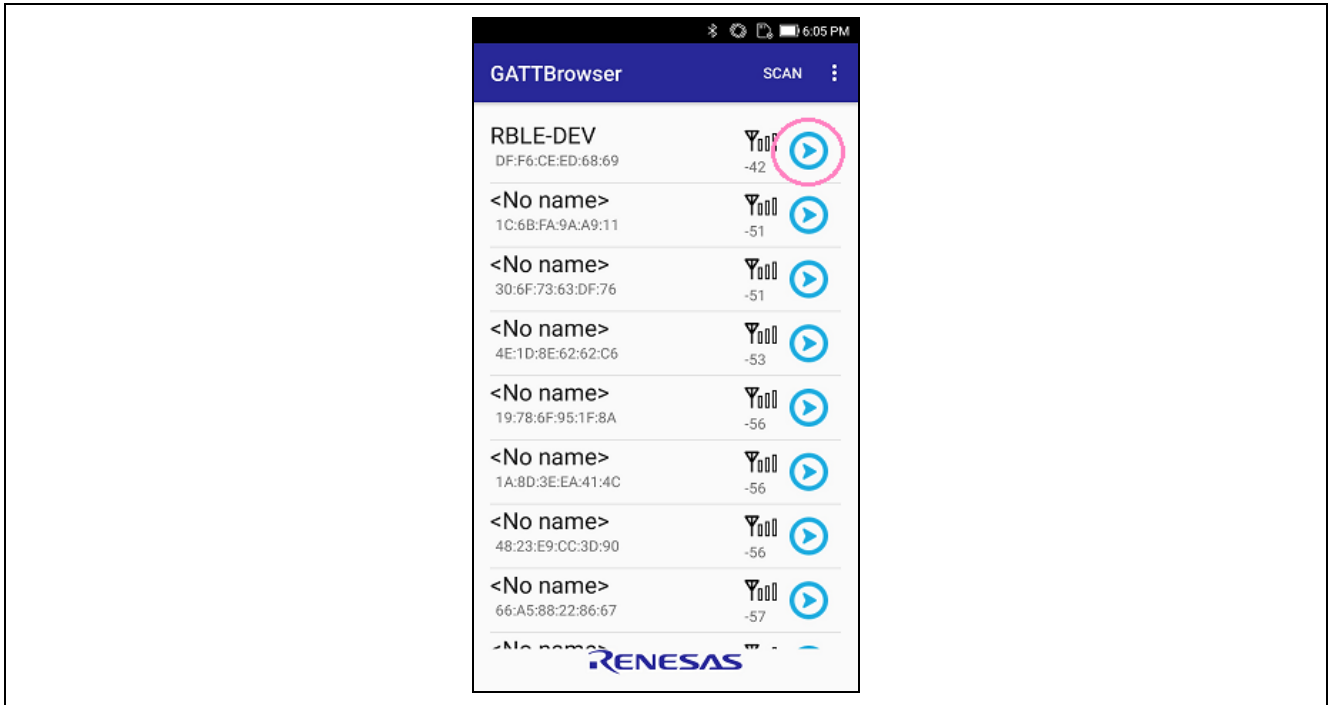 6:05 PM
GATTBrowser SCAN
RBLE-DEV
DF:F6:CE:ED:68:69 -42
<No name>
1C:6B:FA:9A:A9:11 -51
<No name>
30:6F:73:63:DF:76 -51
<No name>
4E:1D:8E:62:62:C6 -53
<No name>
19:78:6F:95:1F:8A -56
<No name>
1A:8D:3E:EA:41:4C -56
<No name>
48:23:E9:CC:3D:90 -56
<No name>
66:A5:88:22:86:67 -57
<No name>
RENESAS